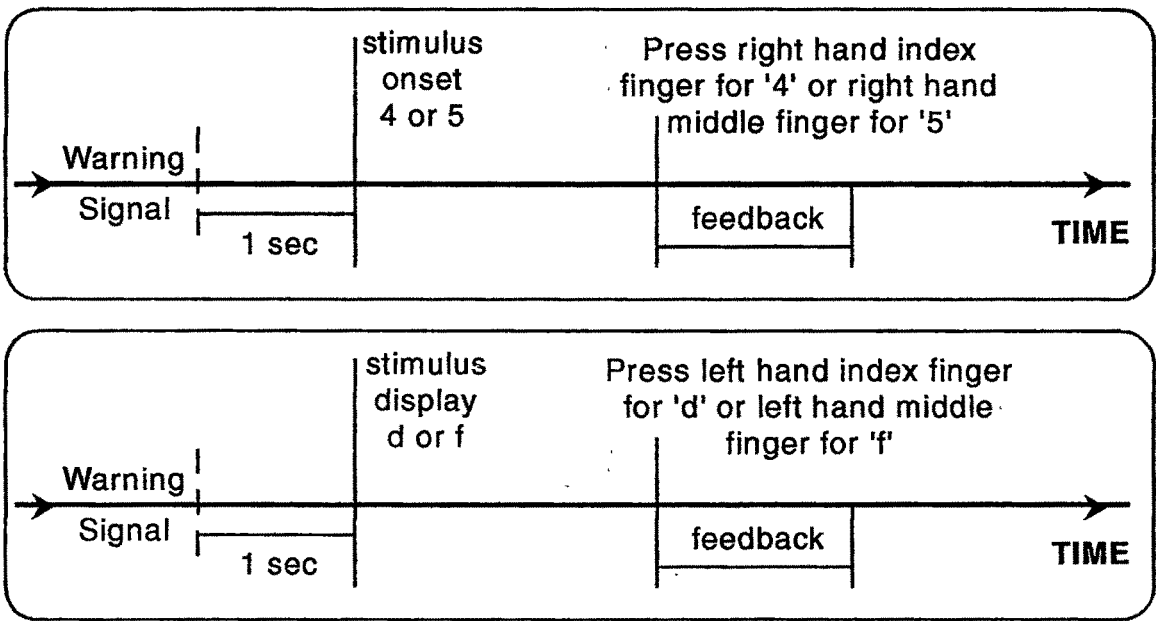 stimulus
onset
4 or 5
Press right hand index
finger for '4' or right hand
middle finger for '5'
Warning
Signal
1 sec
feedback
TIME
stimulus
display
d or f
Press left hand index finger
for 'd' or left hand middle
finger for 'f'
Warning
Signal
1 sec
feedback
TIME